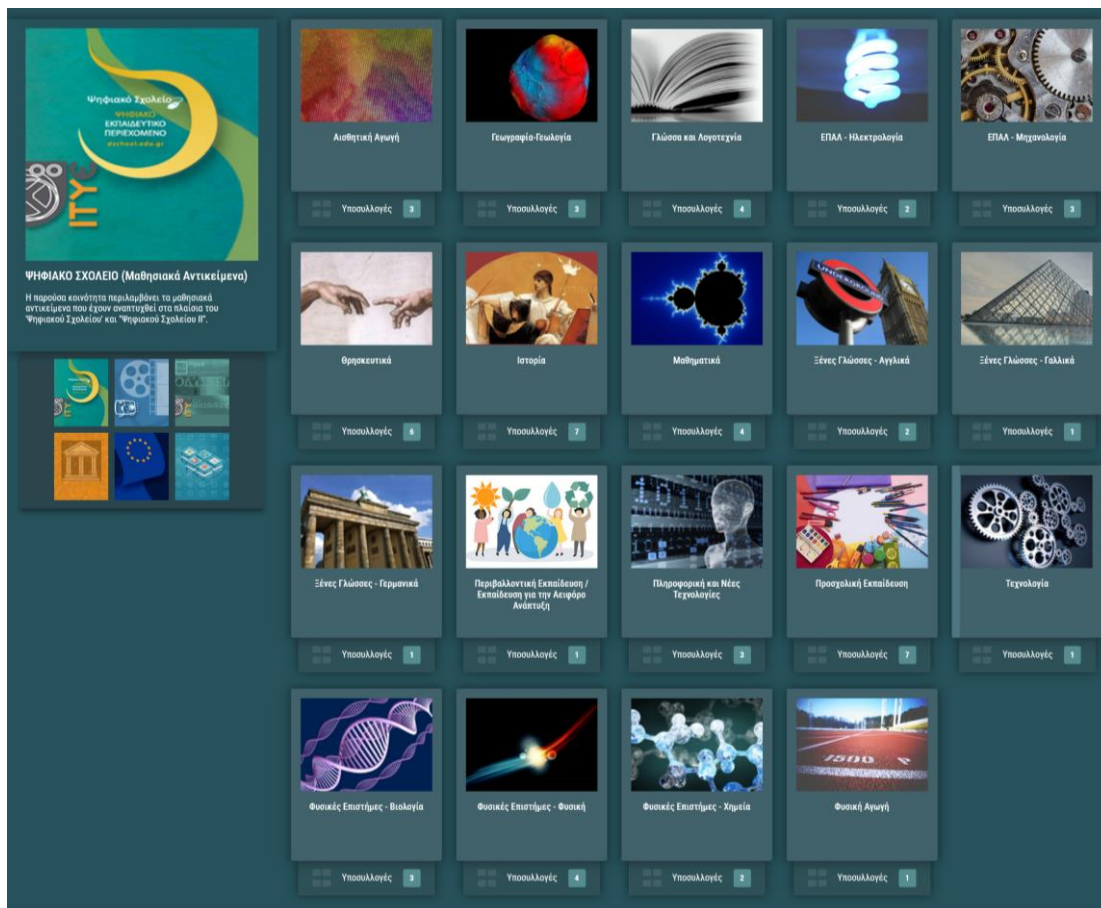 Ψηφιακό Σχολείο
ΨΗΦΙΑΚΟ
ΕΚΠΑΙΔΕΥΤΙΚΟ
ΠΕΡΙΕΧΟΜΕΝΟ
dschool.edu.gr
ΙΤΥΕ
ΨΗΦΙΑΚΟ ΣΧΟΛΕΙΟ (Μαθησιακά Αντικείμενα)
Η παρούσα κοινότητα περιλαμβάνει τα μαθησιακά
αντικείμενα που έχουν αναπτυχθεί στα πλαίσια του
'Ψηφιακού Σχολείου' και "Ψηφιακού Σχολείου ΙΙ".
Αισθητική Αγωγή
Υποσυλλογές 3
Γεωγραφία-Γεωλογία
Υποσυλλογές 3
Γλώσσα και Λογοτεχνία
Υποσυλλογές 4
ΕΠΑΛ - Ηλεκτρολογία
Υποσυλλογές 2
ΕΠΑΛ - Μηχανολογία
Υποσυλλογές 3
Θρησκευτικά
Υποσυλλογές 6
Ιστορία
Υποσυλλογές 7
Μαθηματικά
Υποσυλλογές 4
UNDERGROUND
Ξένες Γλώσσες - Αγγλικά
Υποσυλλογές 2
Ξένες Γλώσσες - Γαλλικά
Υποσυλλογές 1
Ξένες Γλώσσες - Γερμανικά
Υποσυλλογές 1
Περιβαλλοντική Εκπαίδευση /
Εκπαίδευση για την Αειφόρο
Ανάπτυξη
Υποσυλλογές 1
Πληροφορική και Νέες
Τεχνολογίες
Υποσυλλογές 3
Προσχολική Εκπαίδευση
Υποσυλλογές 7
Τεχνολογία
Υποσυλλογές 1
Φυσικές Επιστήμες - Βιολογία
Υποσυλλογές 3
Φυσικές Επιστήμες - Φυσική
Υποσυλλογές 4
Φυσικές Επιστήμες - Χημεία
Υποσυλλογές 2
1500
Φυσική Αγωγή
Υποσυλλογές 1